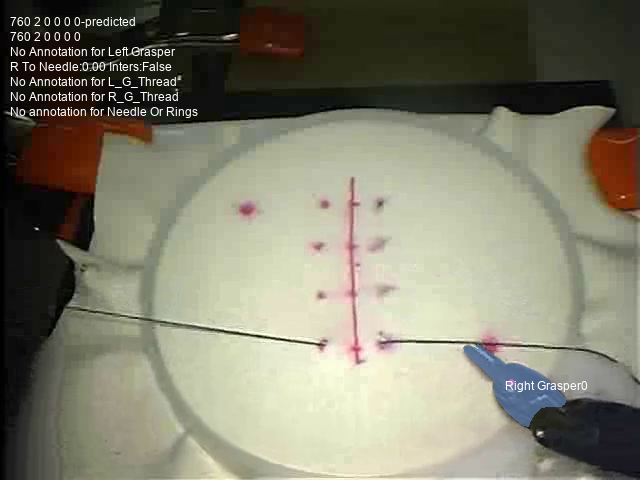 760 2 0 0 0 0-predicted
760 2 0 0 0 0
No Annotation for Left Grasper
R To Needle:0.00 inters:False
No Annotation for L_G_Thread
No Annotation for R_G_Thread
No annotation for Needle Or Rings
Right Grasper0